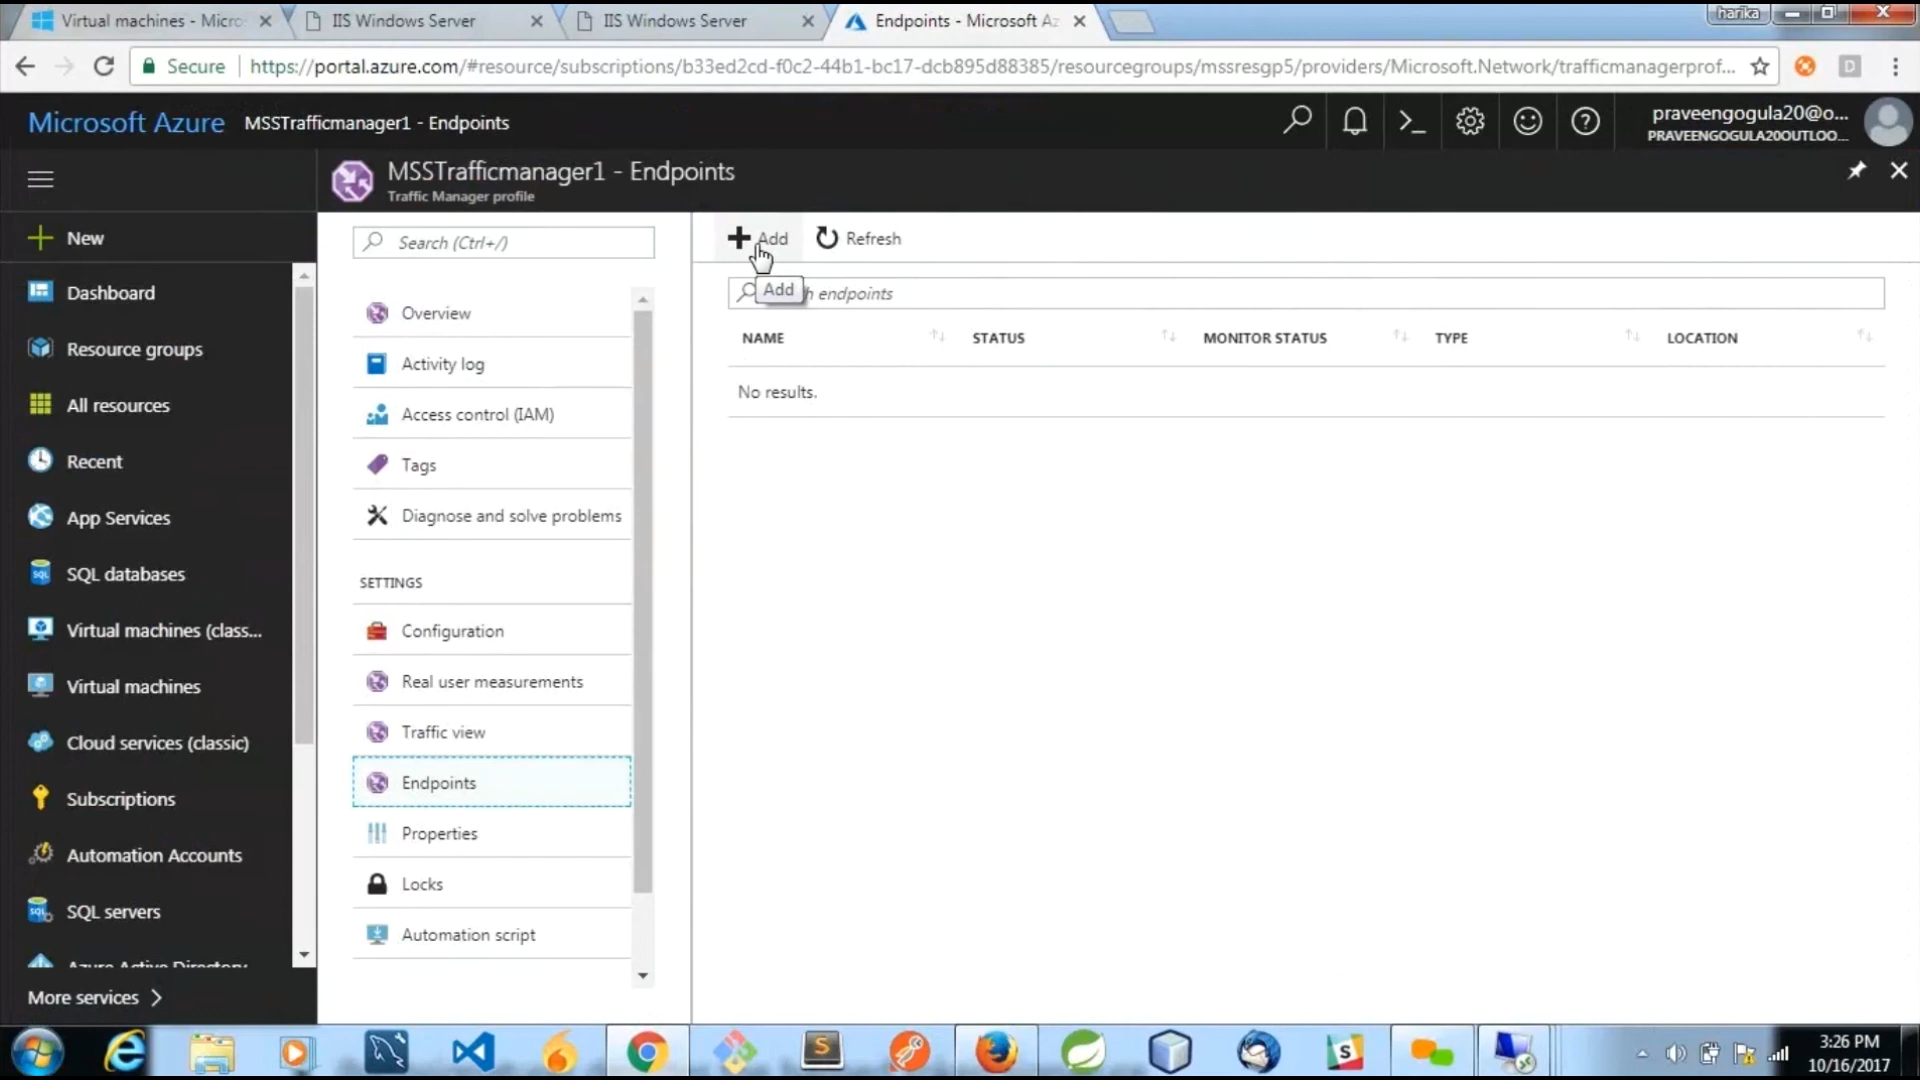 Virtual machines - Micro
IIS Windows Server
IIS Windows Server
Endpoints - Microsoft Az
harika
Secure
https://portal.azure.com/#resource/subscriptions/b33ed2cd-f0c2-44b1-bc17-dcb895d88385/resourcegroups/mssresgp5/providers/Microsoft.Network/trafficmanagerprof...
D
Microsoft Azure
MSSTrafficmanager1 - Endpoints
praveengogula20@o...
PRAVEENGOGULA20OUTLOO...
MSSTrafficmanager1 - Endpoints
Traffic Manager profile
New
Dashboard
Resource groups
All resources
Recent
App Services
SQL databases
Virtual machines (class...
Virtual machines
Cloud services (classic)
Subscriptions
Automation Accounts
SQL servers
Azure Active Directory
More services
Search (Ctrl+/)
Overview
Activity log
Access control (IAM)
Tags
Diagnose and solve problems
SETTINGS
Configuration
Real user measurements
Traffic view
Endpoints
Properties
Locks
Automation script
Add
Refresh
Add
h endpoints
NAME
STATUS
MONITOR STATUS
TYPE
LOCATION
No results.
3:26 PM
10/16/2017